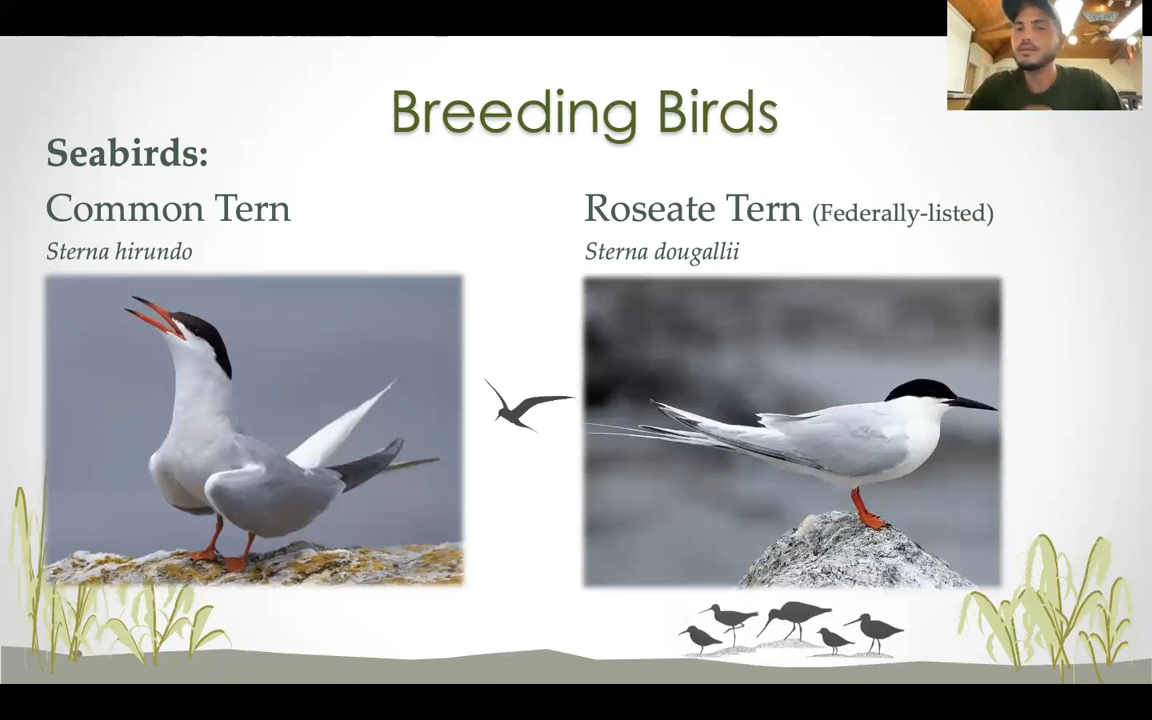 Breeding Birds
Seabirds:
Common Tern
Sterna hirundo
Roseate Tern (Federally-listed)
Sterna dougallii